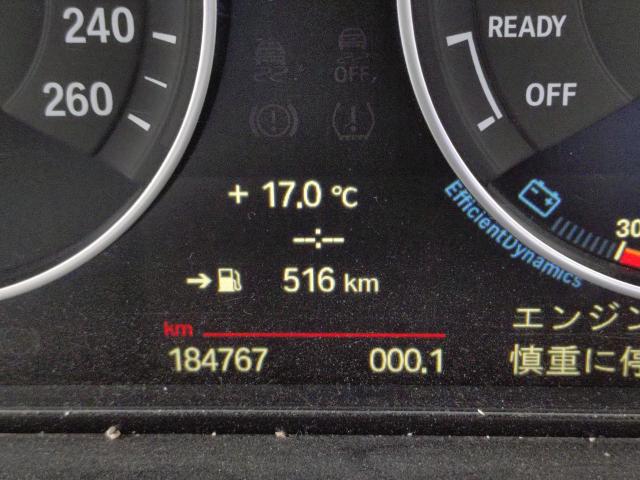 240
260
READY
OFF
OFF
+ 17.0 °C
--:--
→ 516 km
EfficientDynamics
30
km
184767 000.1
エンジン
慎重に停